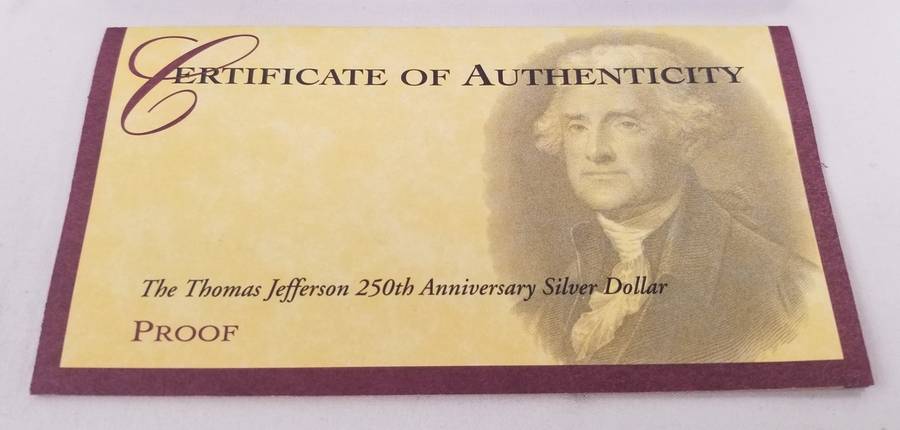 Certificate of Authenticity
The Thomas Jefferson 250th Anniversary Silver Dollar
Proof